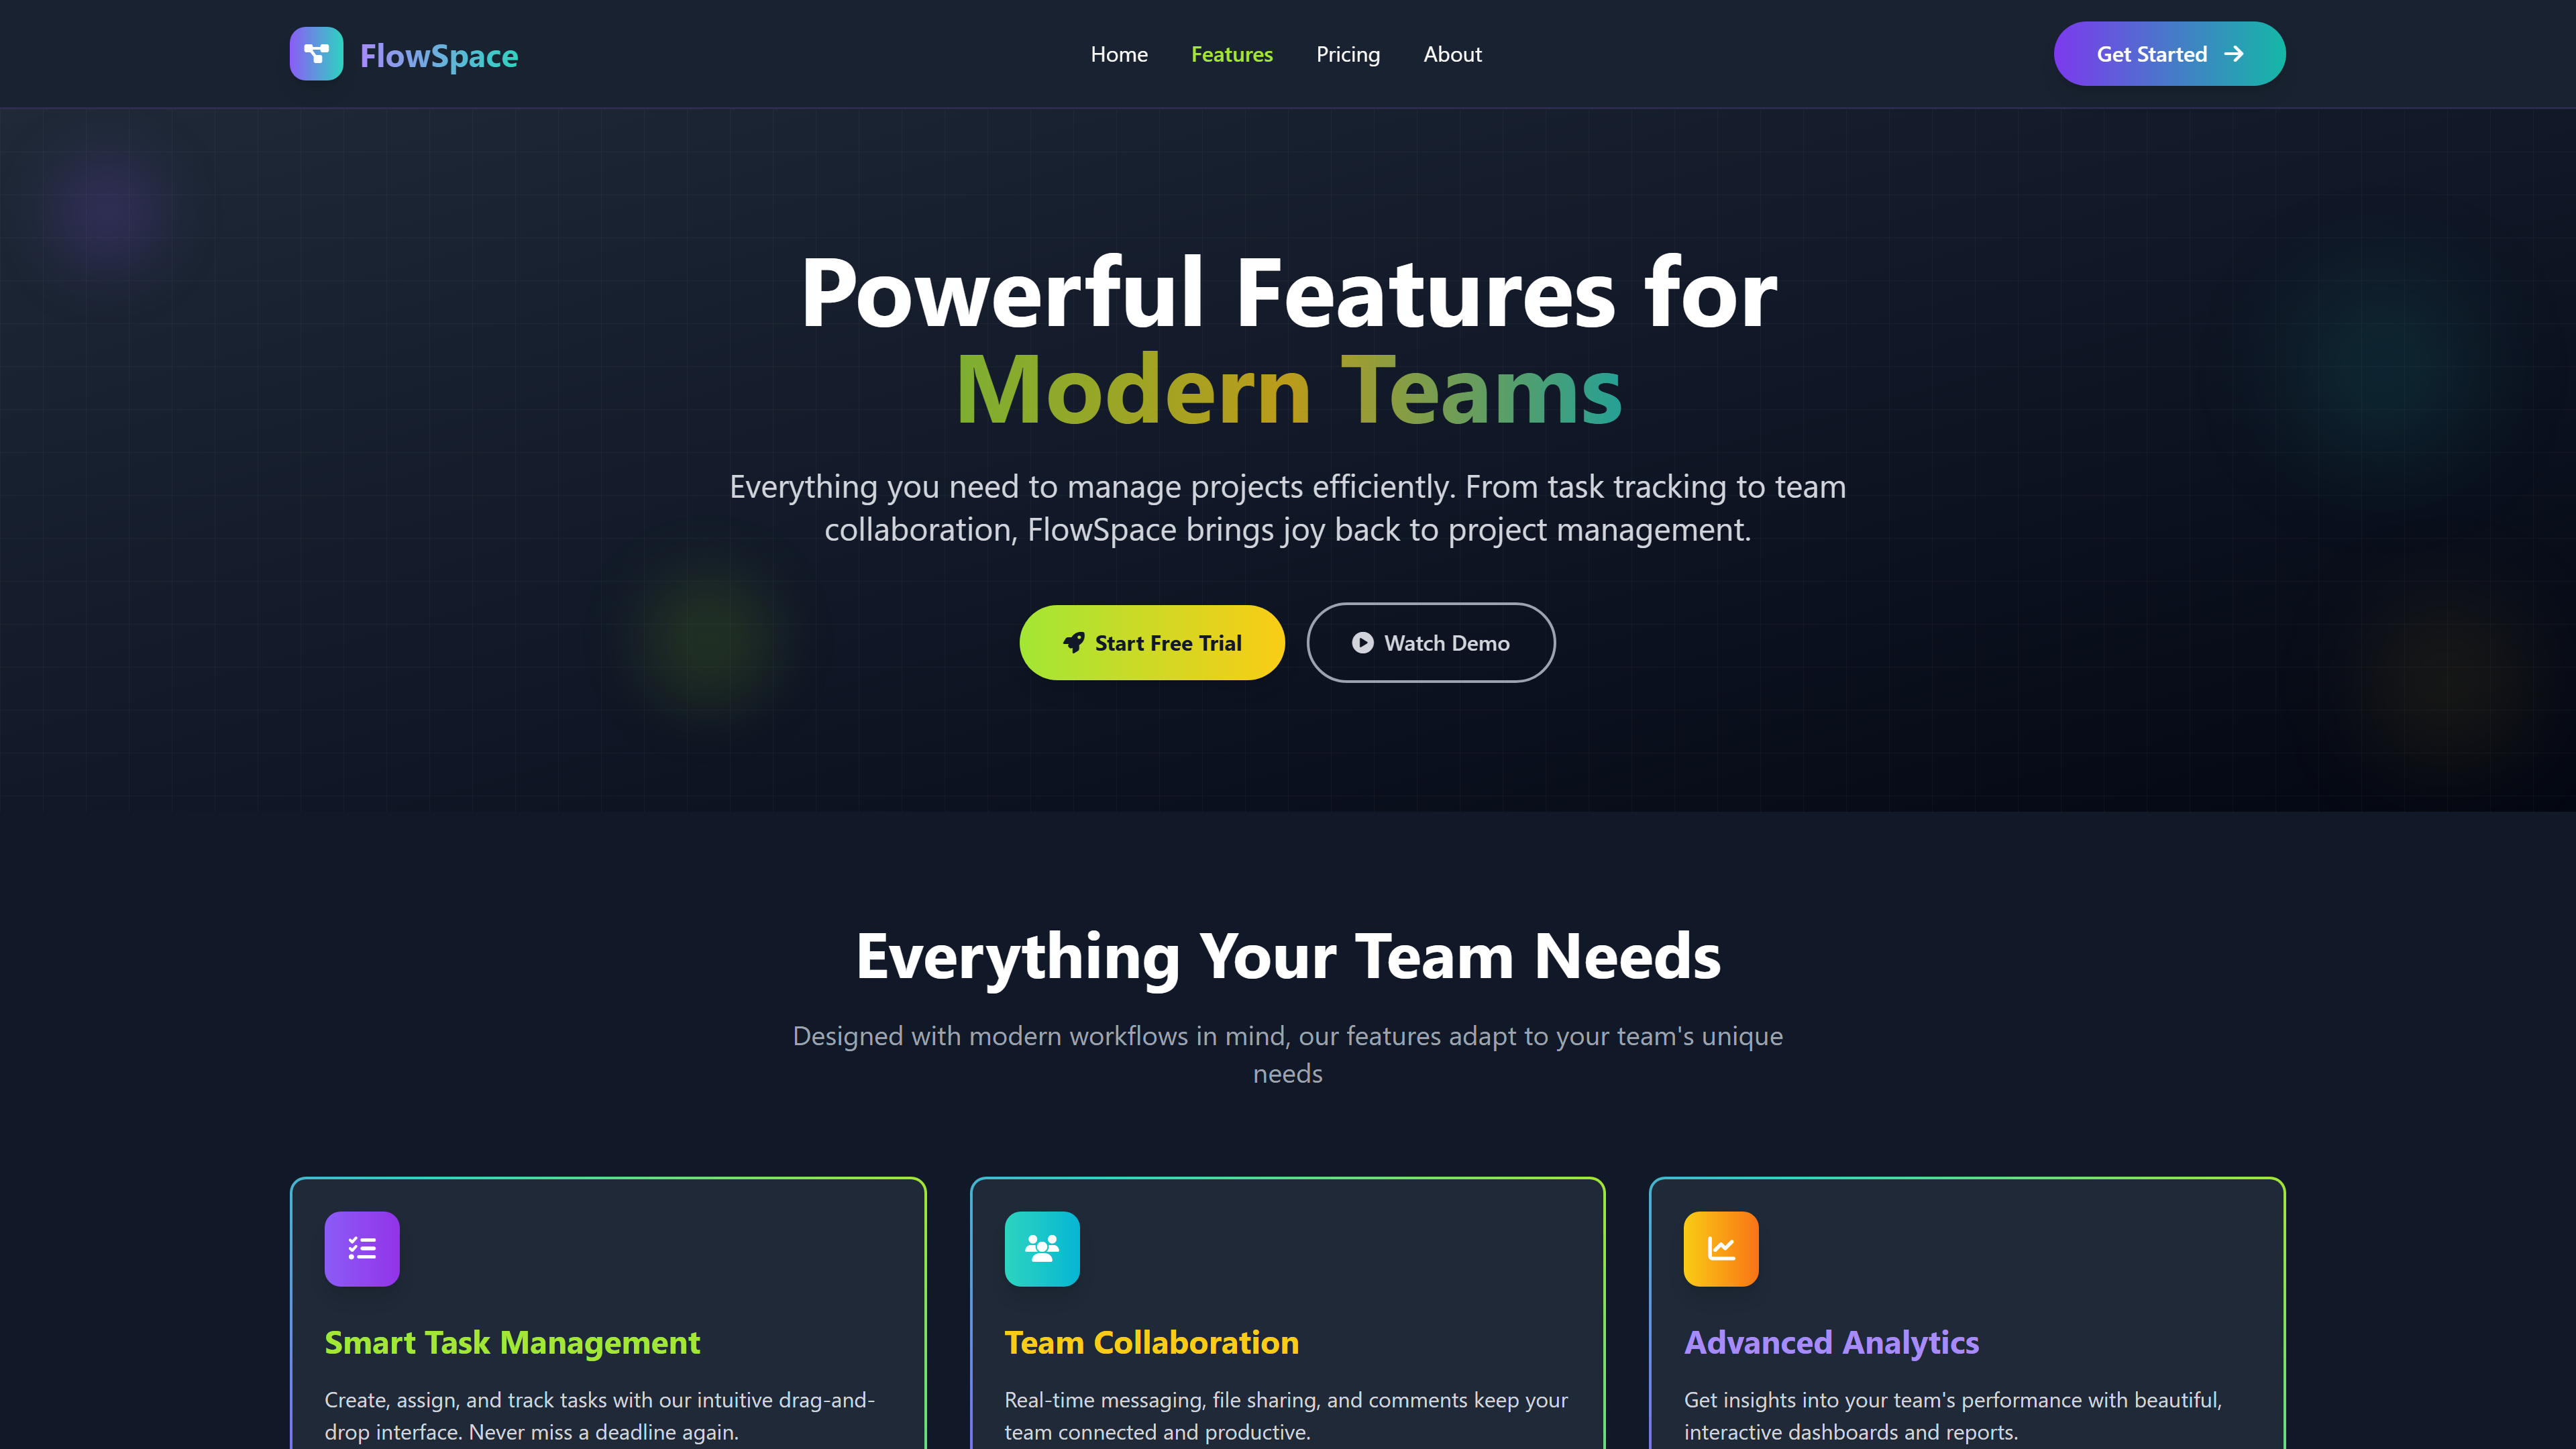 FlowSpace
Home
Features
Pricing
About
Get Started
Powerful Features for
Modern Teams
Everything you need to manage projects efficiently. From task tracking to team
collaboration, FlowSpace brings joy back to project management.
Start Free Trial
Watch Demo
Everything Your Team Needs
Designed with modern workflows in mind, our features adapt to your team's unique
needs
Smart Task Management
Create, assign, and track tasks with our intuitive drag-and-
drop interface. Never miss a deadline again.
Team Collaboration
Real-time messaging, file sharing, and comments keep your
team connected and productive.
Advanced Analytics
Get insights into your team's performance with beautiful,
interactive dashboards and reports.